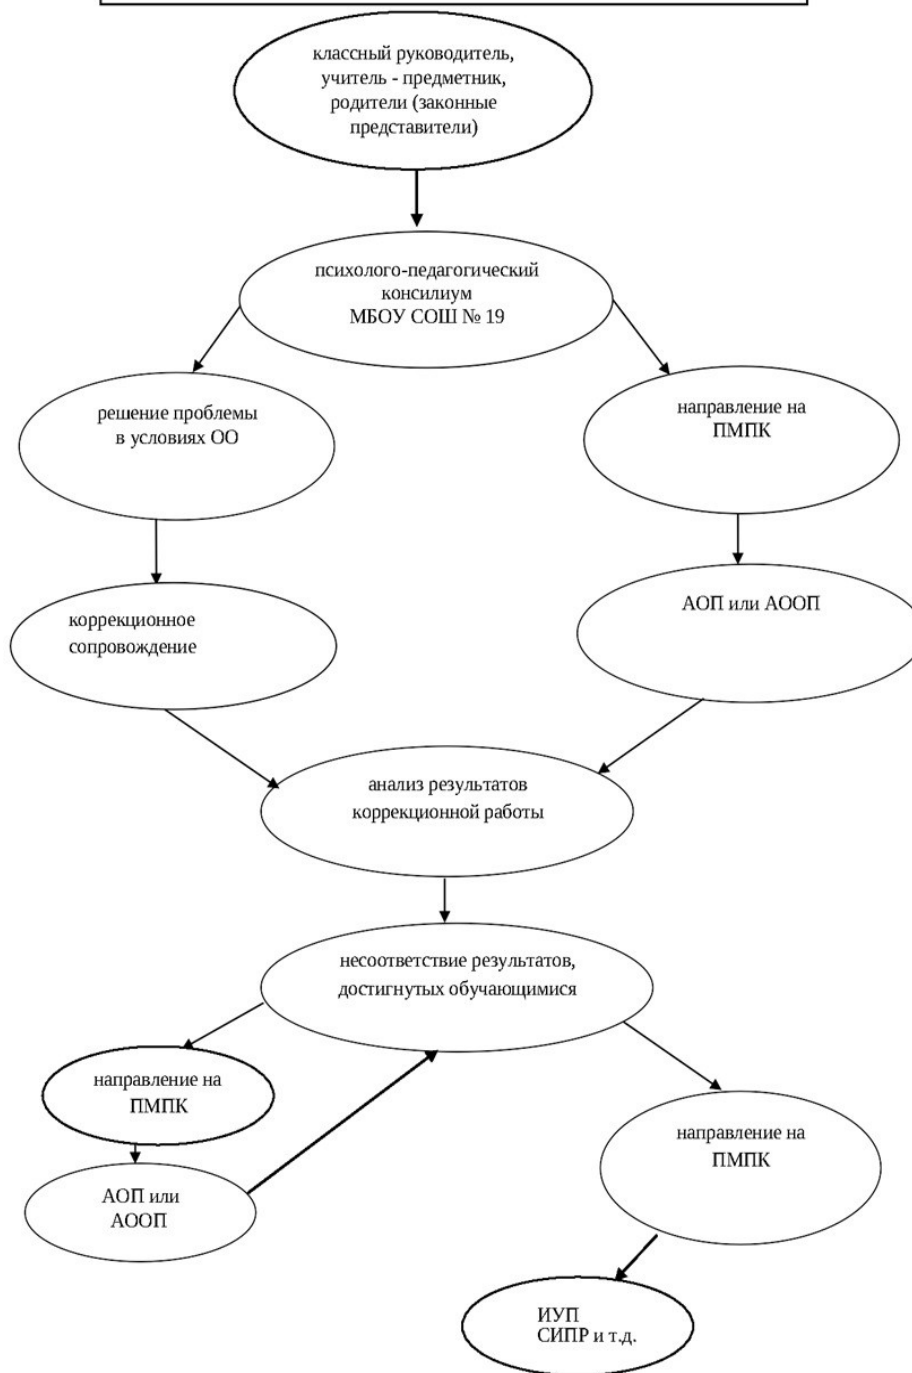 классный руководитель,
учитель - предметник,
родители (законные
представители)
психолого-педагогический
консилиум
МБОУ СОШ № 19
решение проблемы
в условиях ОО
направление на
ПМПК
коррекционное
сопровождение
АОП или АООП
анализ результатов
коррекционной работы
несоответствие результатов,
достигнутых обучающимися
направление на
ПМПК
АОП или
АООП
направление на
ПМПК
ИУП
СИПР и т.д.